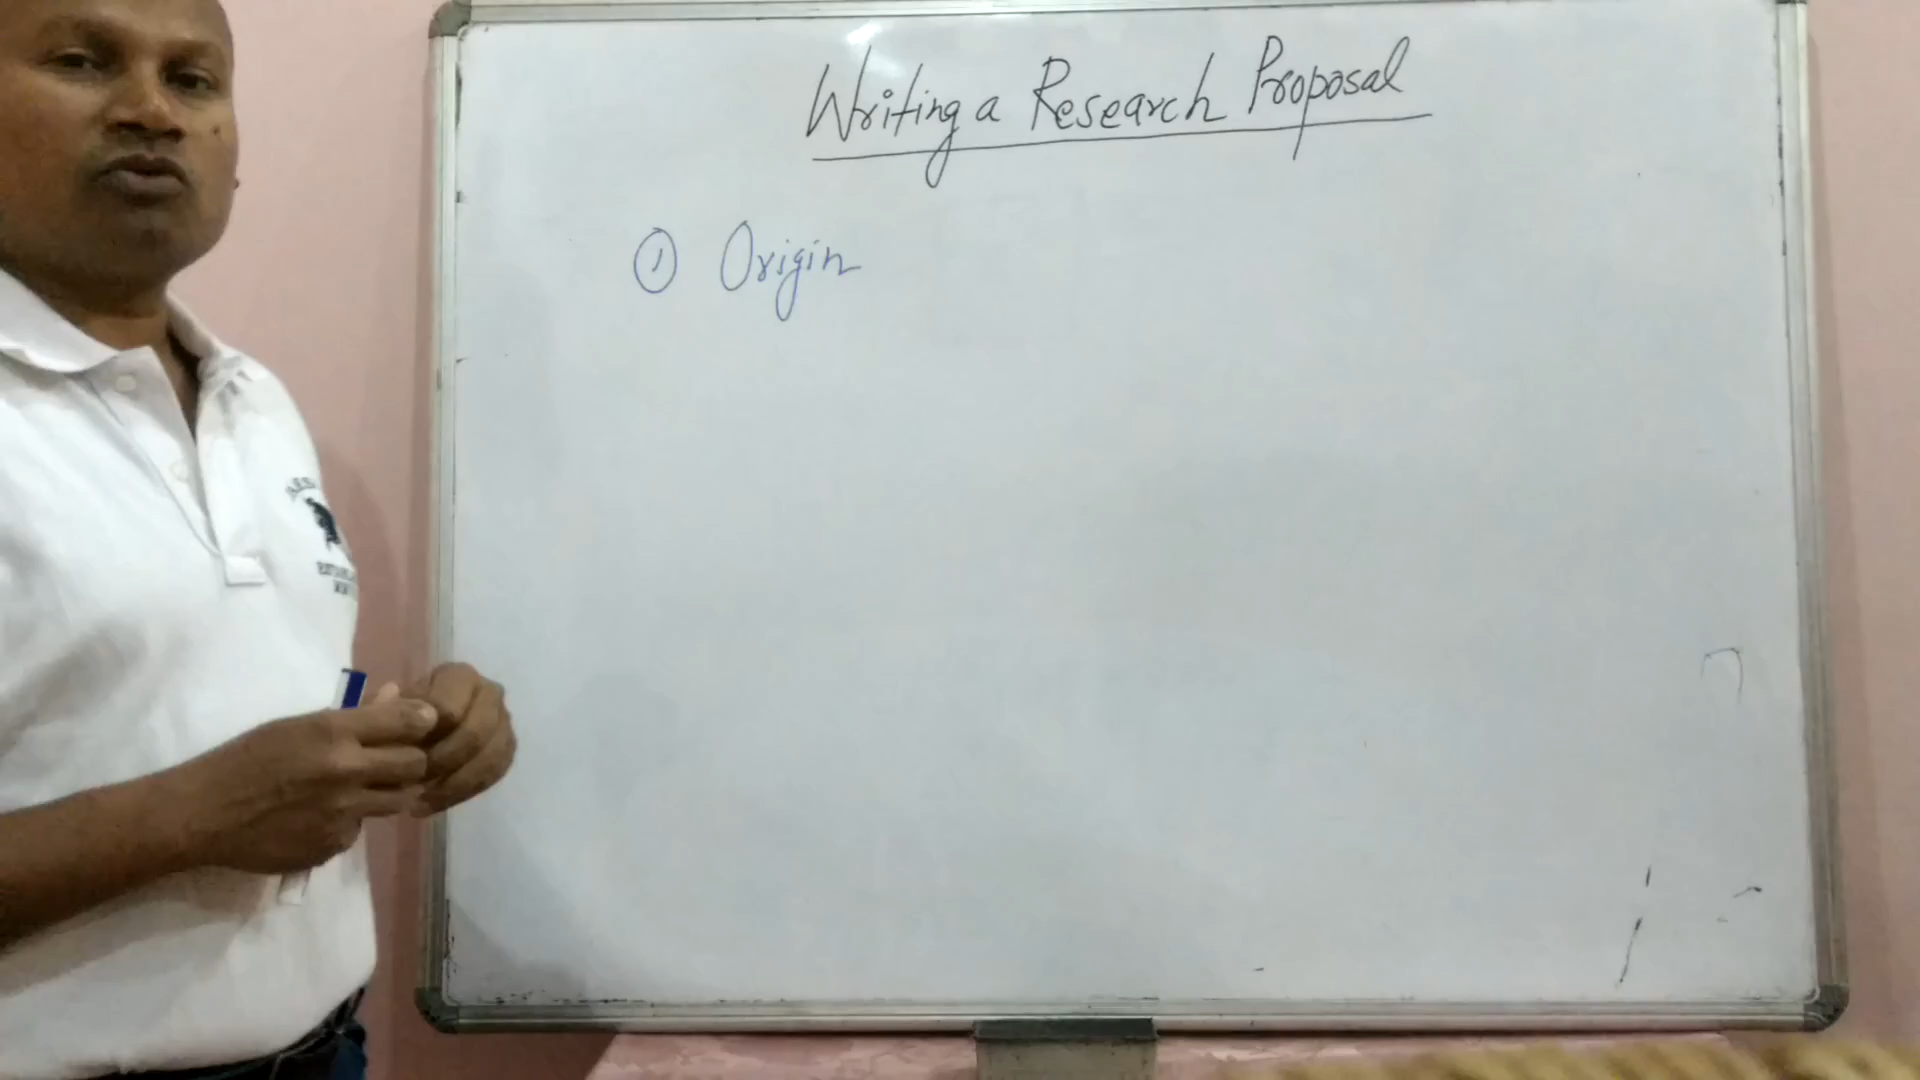 Writing a Research Proposal
① Origin